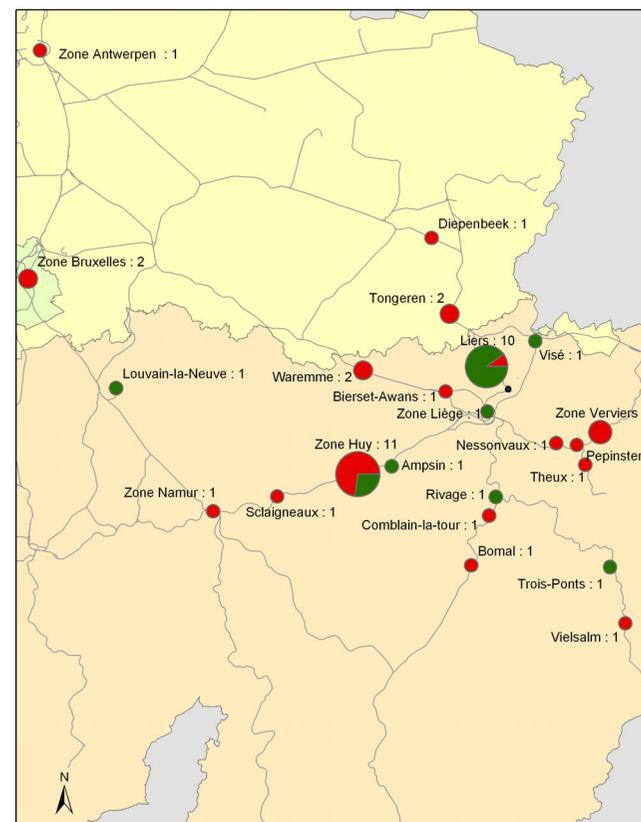 Zone Antwerpen : 1
Diepenbeek : 1
Zone Bruxelles : 2
Tongeren : 2
Liers : 10
Visé : 1
Louvain-la-Neuve : 1
Waremme : 2
Bierset-Awans : 1
Zone Liège : 1
Zone Verviers
Zone Huy : 11
Nessonvaux : 1
Pepinster
Ampsin : 1
Theux : 1
Zone Namur : 1
Rivage : 1
Sclaigneaux : 1
Comblain-la-tour : 1
Bomal : 1
Trois-Ponts : 1
Vielsalm : 1
N